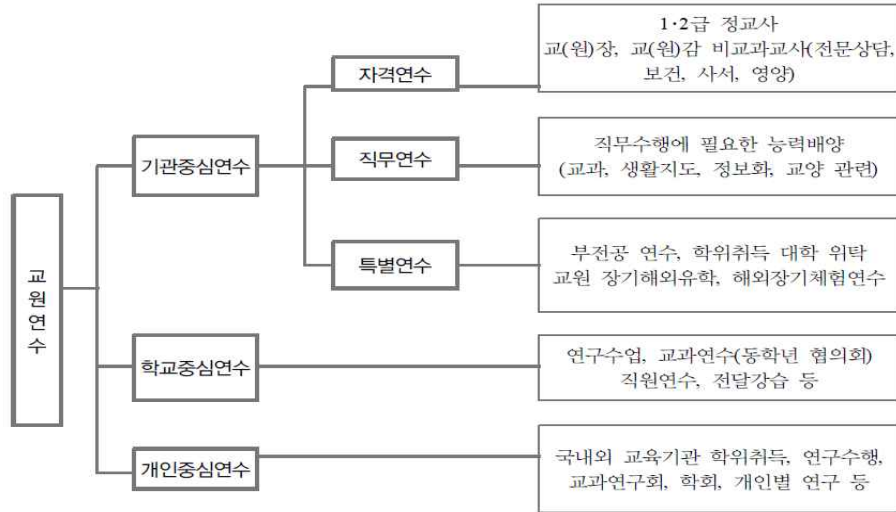 교원연수
기관중심연수
자격연수
1·2급 정교사
교(원)장, 교(원)감 비교과교사(전문상담,
보건, 사서, 영양)
직무연수
직무수행에 필요한 능력배양
(교과, 생활지도, 정보화, 교양 관련)
특별연수
부전공 연수, 학위취득 대학 위탁
교원 장기해외유학, 해외장기체험연수
학교중심연수
연구수업, 교과연수(동학년 협의회)
직원연수, 전달강습 등
개인중심연수
국내외 교육기관 학위취득, 연구수행,
교과연구회, 학회, 개인별 연구 등